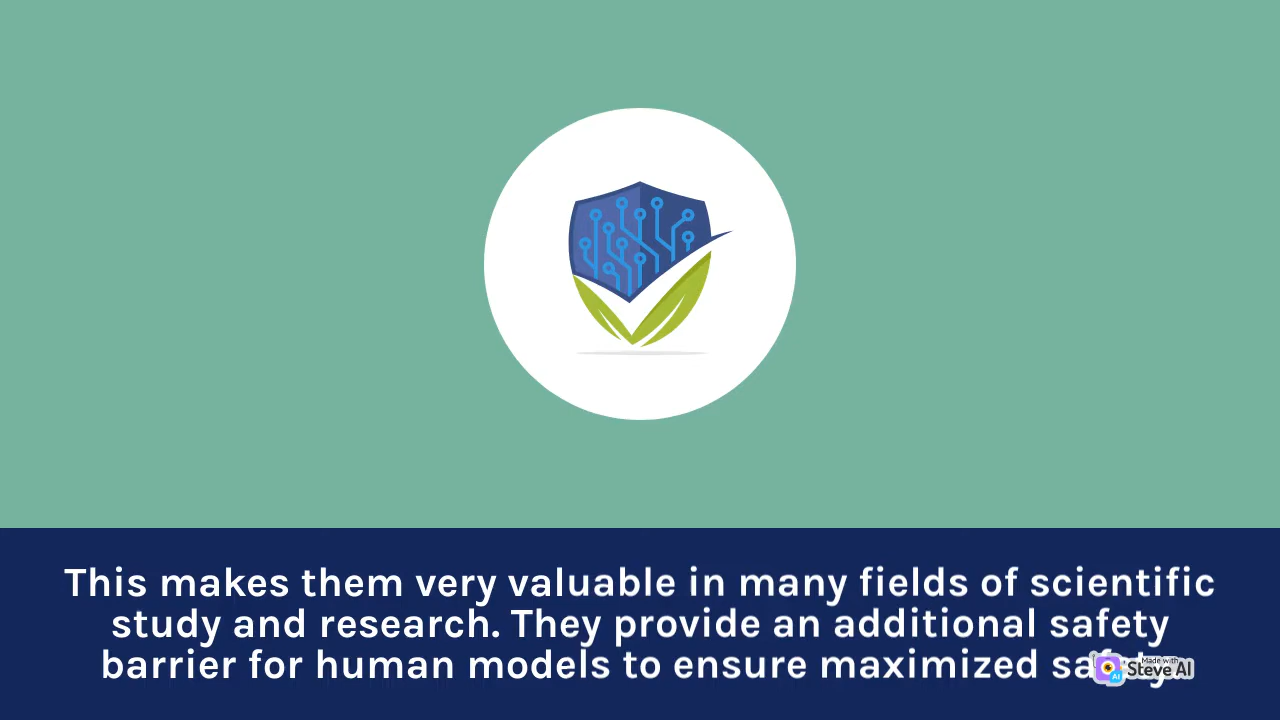 This makes them very valuable in many fields of scientific
study and research. They provide an additional safety
barrier for human models to ensure maximized
Made with
Steve AI
AI